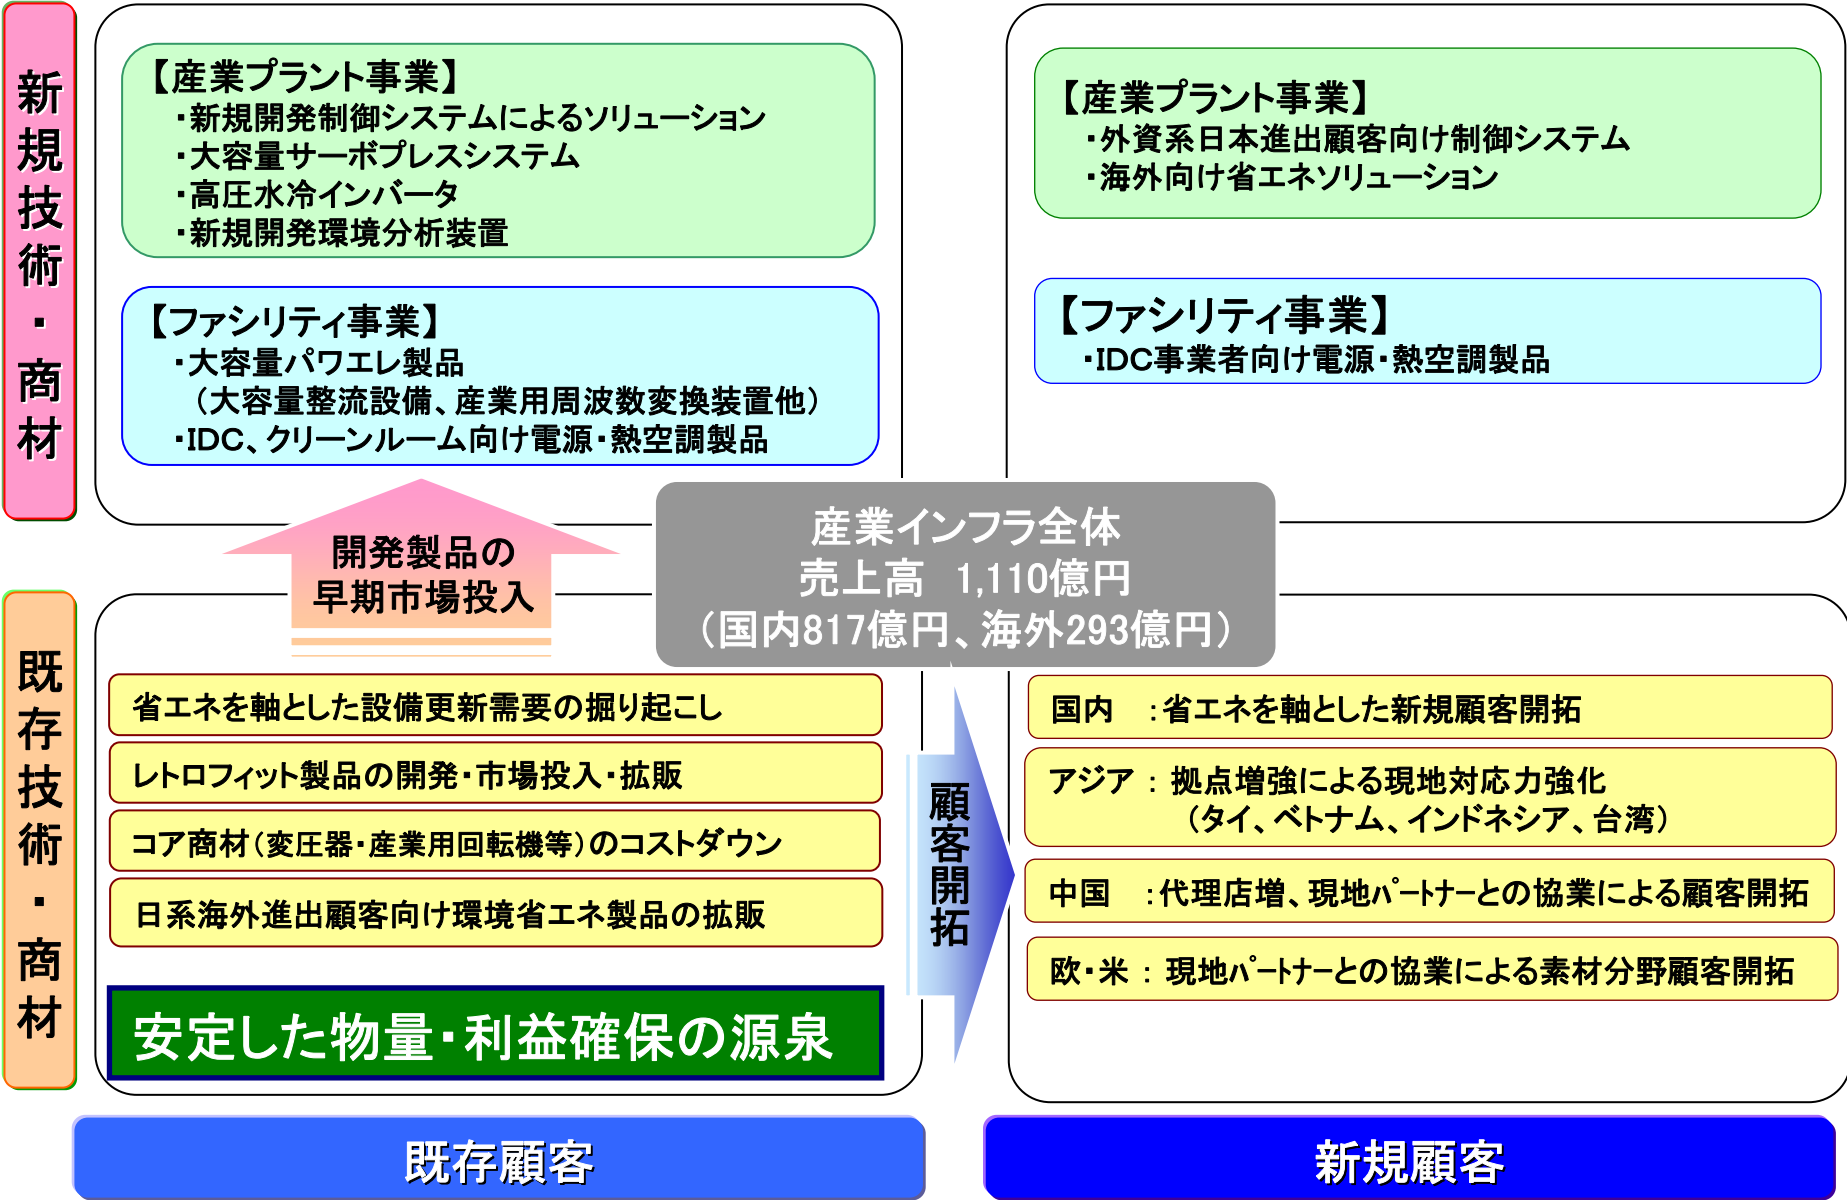 新規技術・商材
【産業プラント事業】
・新規開発制御システムによるソリューション
・大容量サーボプレスシステム
・高圧水冷インバータ
・新規開発環境分析装置
【ファシリティ事業】
・大容量パワエレ製品
（大容量整流設備、産業用周波数変換装置他）
・IDC、クリーンルーム向け電源・熱空調製品
【産業プラント事業】
・外資系日本進出顧客向け制御システム
・海外向け省エネソリューション
【ファシリティ事業】
・IDC事業者向け電源・熱空調製品
開発製品の
早期市場投入
産業インフラ全体
売上高　1,110億円
（国内817億円、海外293億円）
既存技術・商材
省エネを軸とした設備更新需要の掘り起こし
レトロフィット製品の開発・市場投入・拡販
コア商材（変圧器・産業用回転機等）のコストダウン
日系海外進出顧客向け環境省エネ製品の拡販
安定した物量・利益確保の源泉
顧客開拓
国内　：省エネを軸とした新規顧客開拓
アジア：拠点増強による現地対応力強化
（タイ、ベトナム、インドネシア、台湾）
中国　：代理店増、現地ﾊﾟｰﾄﾅｰとの協業による顧客開拓
欧・米：現地ﾊﾟｰﾄﾅｰとの協業による素材分野顧客開拓
既存顧客
新規顧客